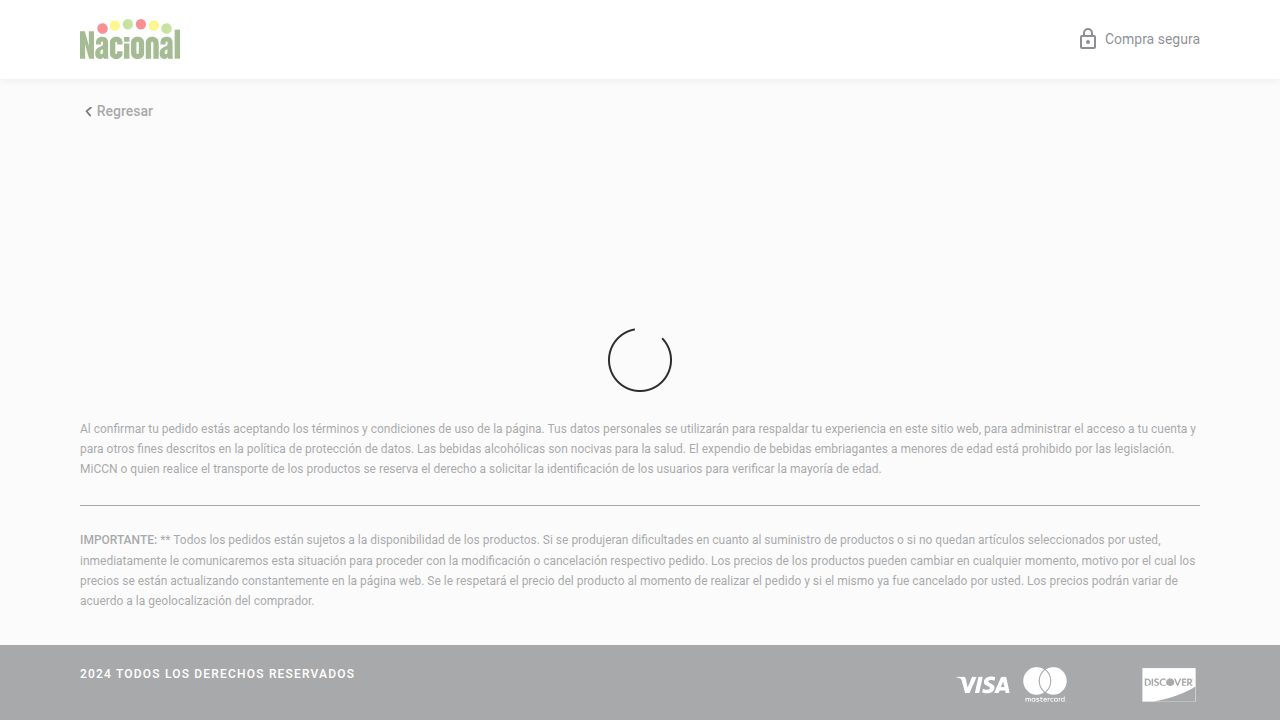 Nacional
Compra segura
Regresar
Al confirmar tu pedido estás aceptando los términos y condiciones de uso de la página. Tus datos personales se utilizarán para respaldar tu experiencia en este sitio web, para administrar el acceso a tu cuenta y
para otros fines descritos en la política de protección de datos. Las bebidas alcohólicas son nocivas para la salud. El expendio de bebidas embriagantes a menores de edad está prohibido por las legislación.
MiCCN o quien realice el transporte de los productos se reserva el derecho a solicitar la identificación de los usuarios para verificar la mayoría de edad.
IMPORTANTE: ** Todos los pedidos están sujetos a la disponibilidad de los productos. Si se produjeran dificultades en cuanto al suministro de productos o si no quedan artículos seleccionados por usted,
inmediatamente le comunicaremos esta situación para proceder con la modificación o cancelación respectivo pedido. Los precios de los productos pueden cambiar en cualquier momento, motivo por el cual los
precios se están actualizando constantemente en la página web. Se le respetará el precio del producto al momento de realizar el pedido y si el mismo ya fue cancelado por usted. Los precios podrán variar de
acuerdo a la geolocalización del comprador.
2024 TODOS LOS DERECHOS RESERVADOS
VISA
mastercard
DISCOVER